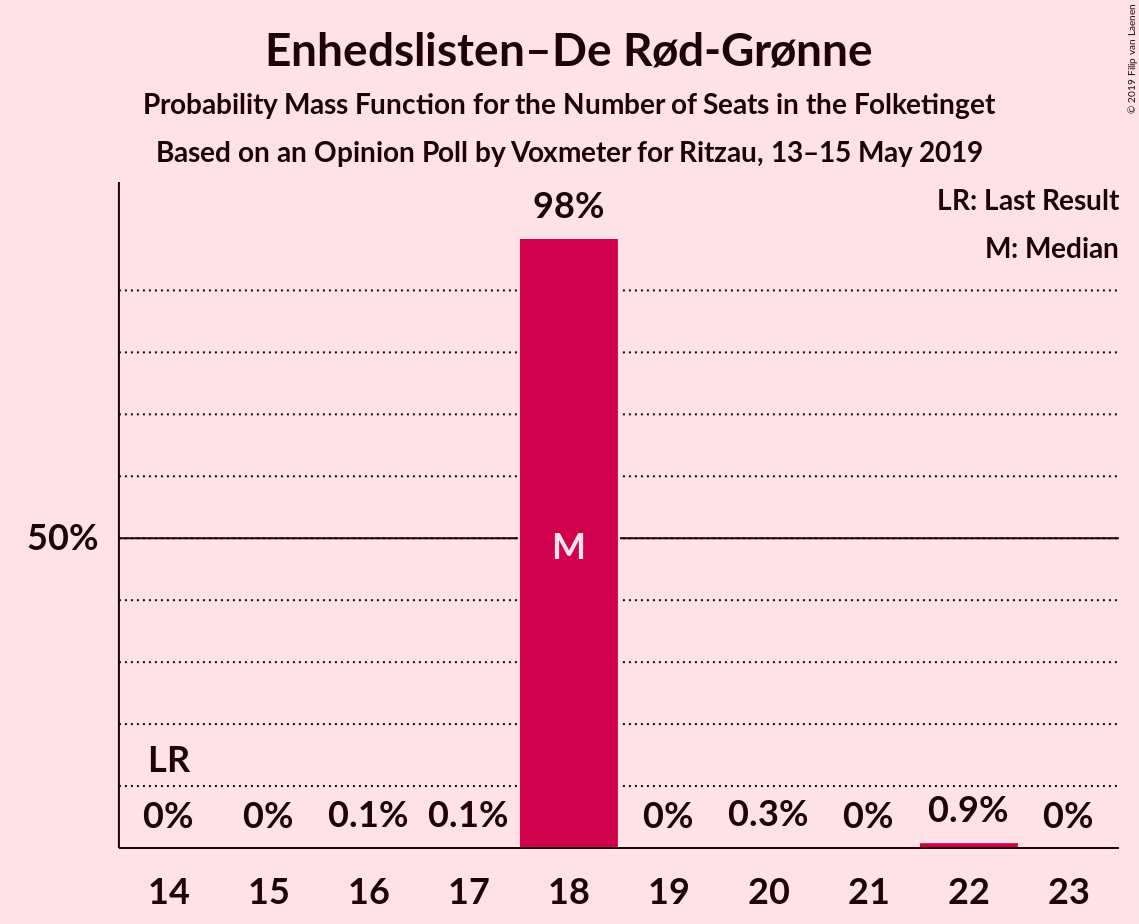 Enhedslisten–De Rød-Grønne
Probability Mass Function for the Number of Seats in the Folketinget
Based on an Opinion Poll by Voxmeter for Ritzau, 13–15 May 2019
© 2019 Filip van Laenen
LR: Last Result
M: Median
98%
50%
M
LR
0% 0% 0.1% 0.1% 0% 0.3% 0% 0.9% 0%
14 15 16 17 18 19 20 21 22 23